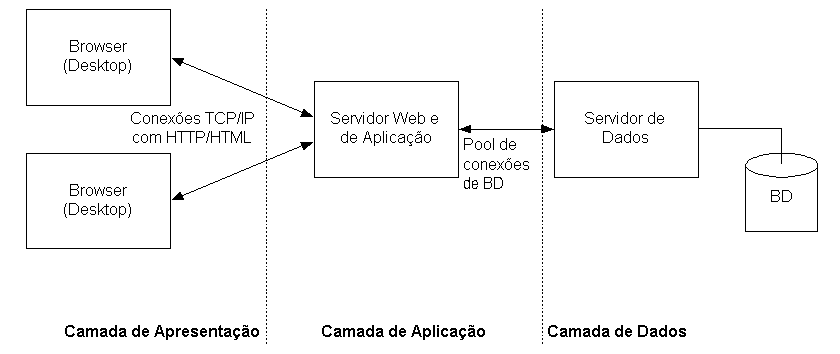 Browser
(Desktop)
Conexões TCP/IP
com HTTP/HTML
Browser
(Desktop)
Servidor Web e
de Aplicação
Pool de
conexões
de BD
Servidor de
Dados
BD
Camada de Apresentação
Camada de Aplicação
Camada de Dados